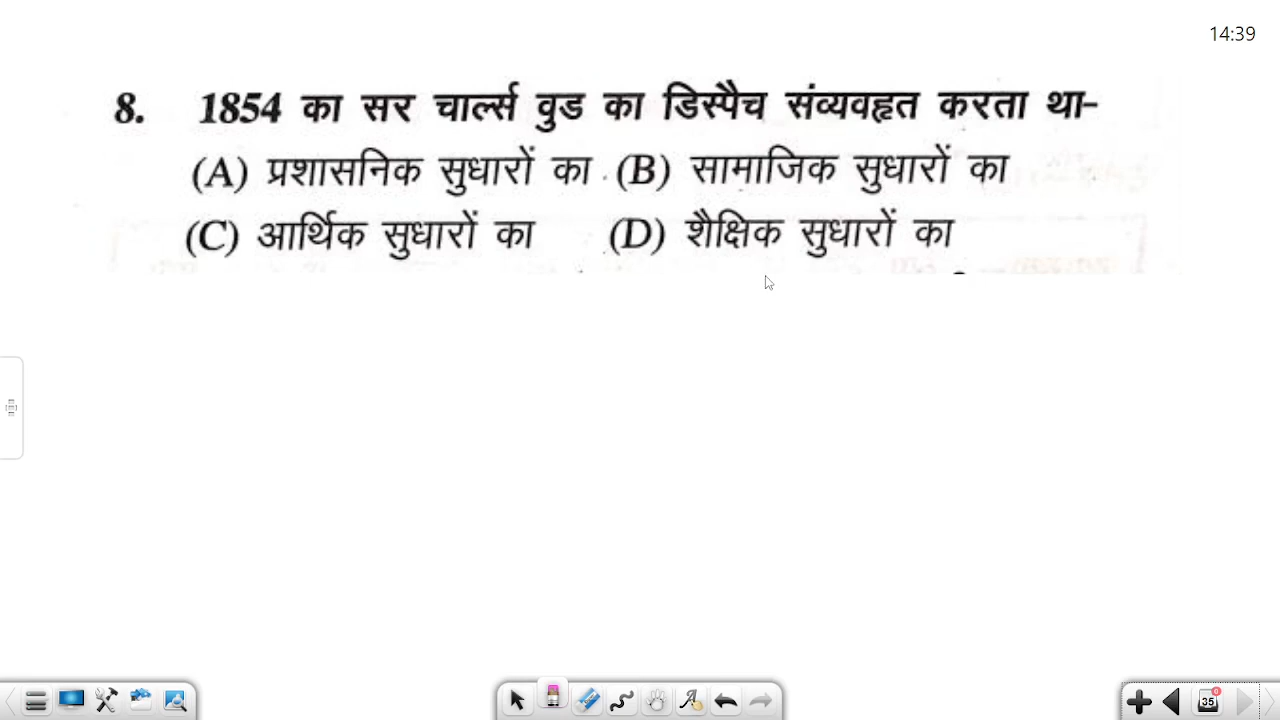 14:39
8. 1854 का सर चार्ल्स वुड का डिस्पैच संव्यवहृत करता था-
(A) प्रशासनिक सुधारों का (B) सामाजिक सुधारों का
(C) आर्थिक सुधारों का (D) शैक्षिक सुधारों का
35